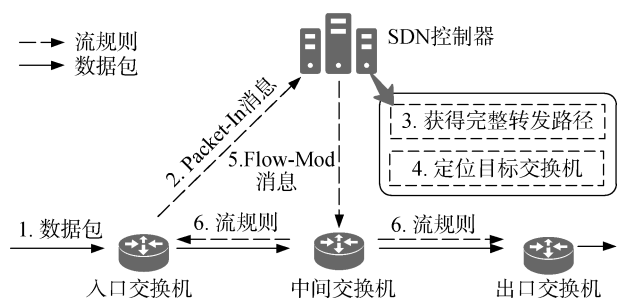 流规则
数据包
SDN控制器
2. Packet-In消息
3. 获得完整转发路径
4. 定位目标交换机
5.Flow-Mod
消息
1. 数据包
6. 流规则
6. 流规则
入口交换机
中间交换机
出口交换机